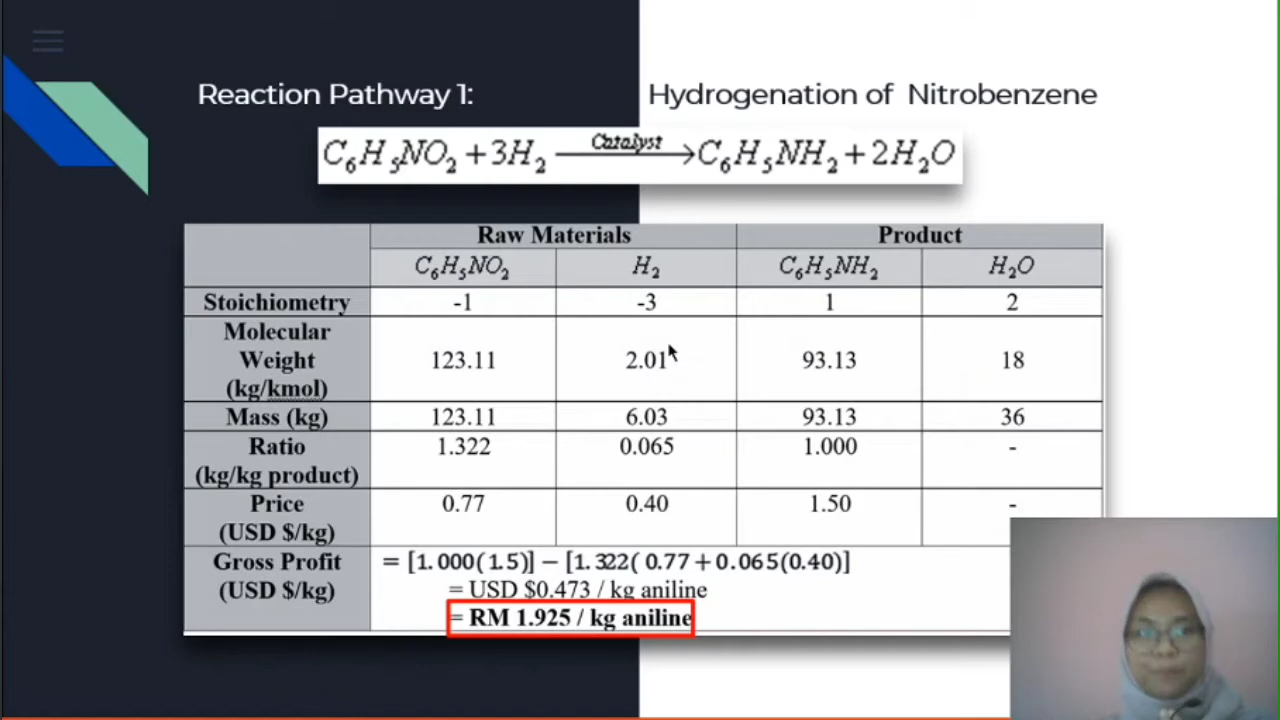 Reaction Pathway 1: Hydrogenation of Nitrobenzene
C₆H₅NO₂+3H₂ —Catalyst→ C₆H₅NH₂+2H₂O
Raw Materials Product
C₆H₅NO₂ H₂ C₆H₅NH₂ H₂O
Stoichiometry -1 -3 1 2
Molecular
Weight 123.11 2.01 93.13 18
(kg/kmol)
Mass (kg) 123.11 6.03 93.13 36
Ratio 1.322 0.065 1.000 -
(kg/kg product)
Price 0.77 0.40 1.50 -
(USD $/kg)
Gross Profit = [1.000(1.5)] − [1.322( 0.77 + 0.065(0.40)]
(USD $/kg) = USD $0.473 / kg aniline
= RM 1.925 / kg aniline